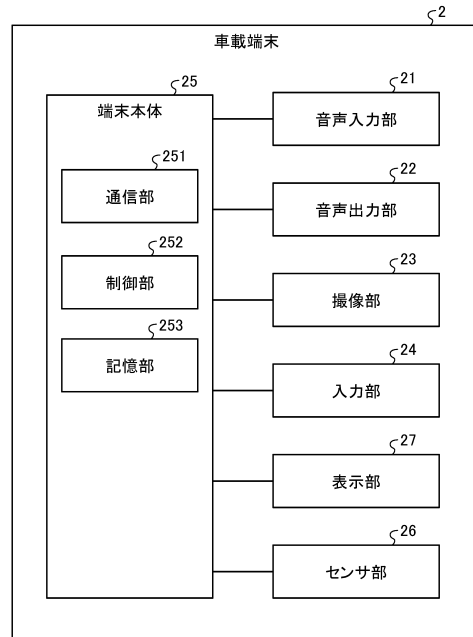 2
車載端末
25
端末本体
251
通信部
252
制御部
253
記憶部
21
音声入力部
22
音声出力部
23
撮像部
24
入力部
27
表示部
26
センサ部